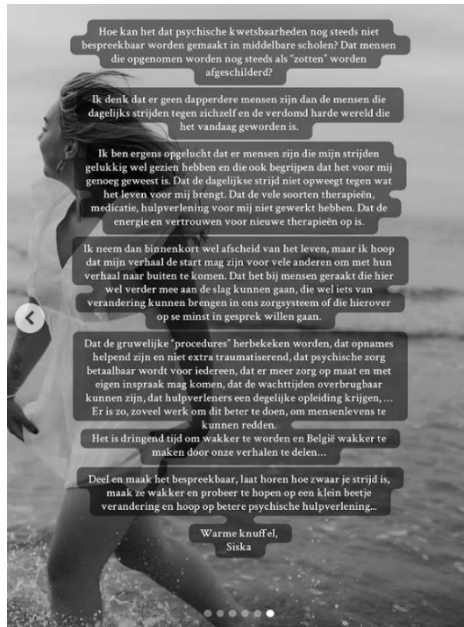 Hoe kan het dat psychische kwetsbaarheden nog steeds niet
bespreekbaar worden gemaakt in middelbare scholen? Dat mensen
die opgenomen worden nog steeds als "zotten" worden
afgeschilderd?
Ik denk dat er geen dapperdere mensen zijn dan de mensen die
dagelijks strijden tegen zichzelf en de verdomd harde wereld die
het vandaag geworden is.
Ik ben ergens opgelucht dat er mensen zijn die mijn strijden
gelukkig wel gezien hebben en die ook begrijpen dat het voor mij
genoeg geweest is. Dat de dagelijkse strijd niet opweegt tegen wat
het leven voor mij brengt. Dat de vele soorten therapieën,
medicatie, hulpverlening voor mij niet gewerkt hebben. Dat de
energie en vertrouwen voor nieuwe therapieën op is.
Ik neem dan binnenkort wel afscheid van het leven, maar ik hoop
dat mijn verhaal de start mag zijn voor vele anderen om met hun
verhaal naar buiten te komen. Dat het bij mensen geraakt die hier
wel verder mee aan de slag kunnen gaan, die wel iets van
verandering kunnen brengen in ons zorgsysteem of die hierover
op se minst in gesprek willen gaan.
Dat de gruwelijke "procedures" herbekeken worden, dat opnames
helpend zijn en niet extra traumatiserend, dat psychische zorg
betaalbaar wordt voor iedereen, dat er meer zorg op maat en met
eigen inspraak mag komen, dat de wachttijden overbrugbaar
kunnen zijn, dat hulpverleners een degelijke opleiding krijgen, ...
Er is zo, zoveel werk om dit beter te doen, om mensenlevens te
kunnen redden.
Het is dringend tijd om wakker te worden en België wakker te
maken door onze verhalen te delen...
Deel en maak het bespreekbaar, laat horen hoe zwaar je strijd is,
maak ze wakker en probeer te hopen op een klein beetje
verandering en hoop op betere psychische hulpverlening...
Warme knuffel,
Siska